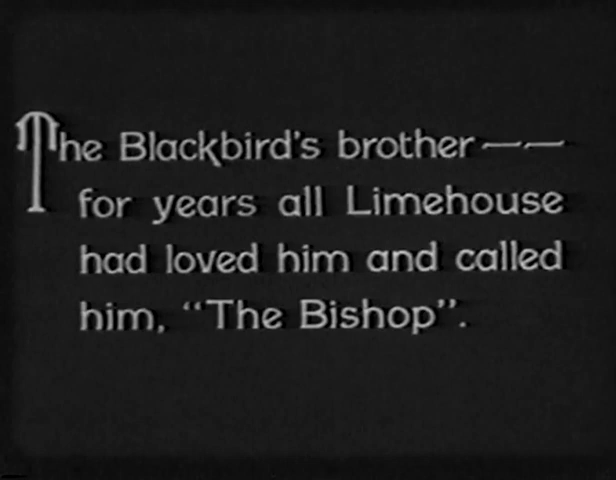 The Blackbird's brother——
for years all Limehouse
had loved him and called
him, "The Bishop".